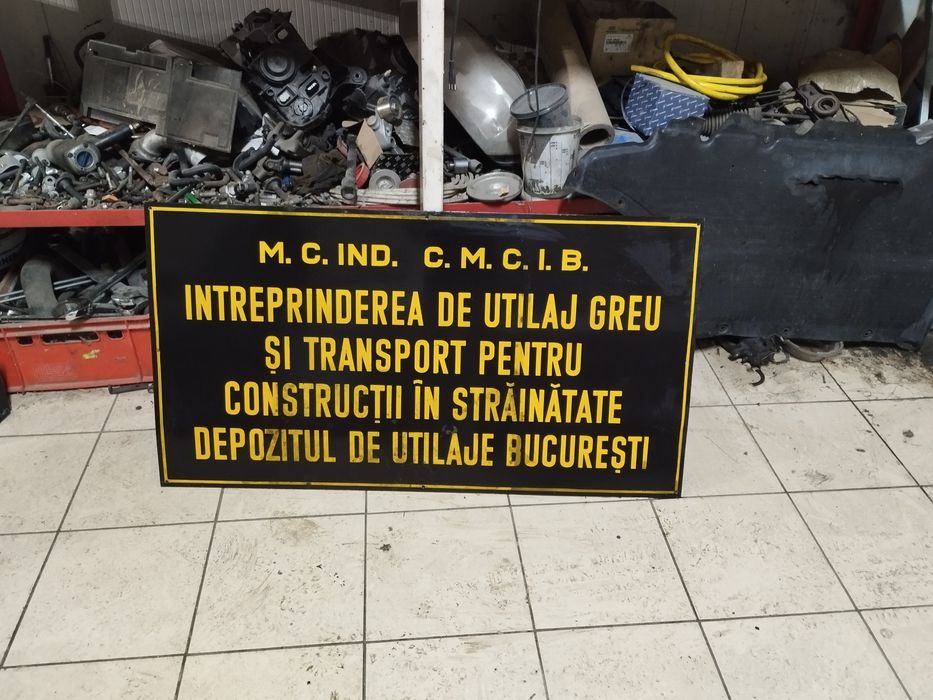 M. C. IND. C. M. C. I. B.
INTREPRINDEREA DE UTILAJ GREU
ȘI TRANSPORT PENTRU
CONSTRUCȚII ÎN STRĂINĂTATE
DEPOZITUL DE UTILAJE BUCUREȘTI